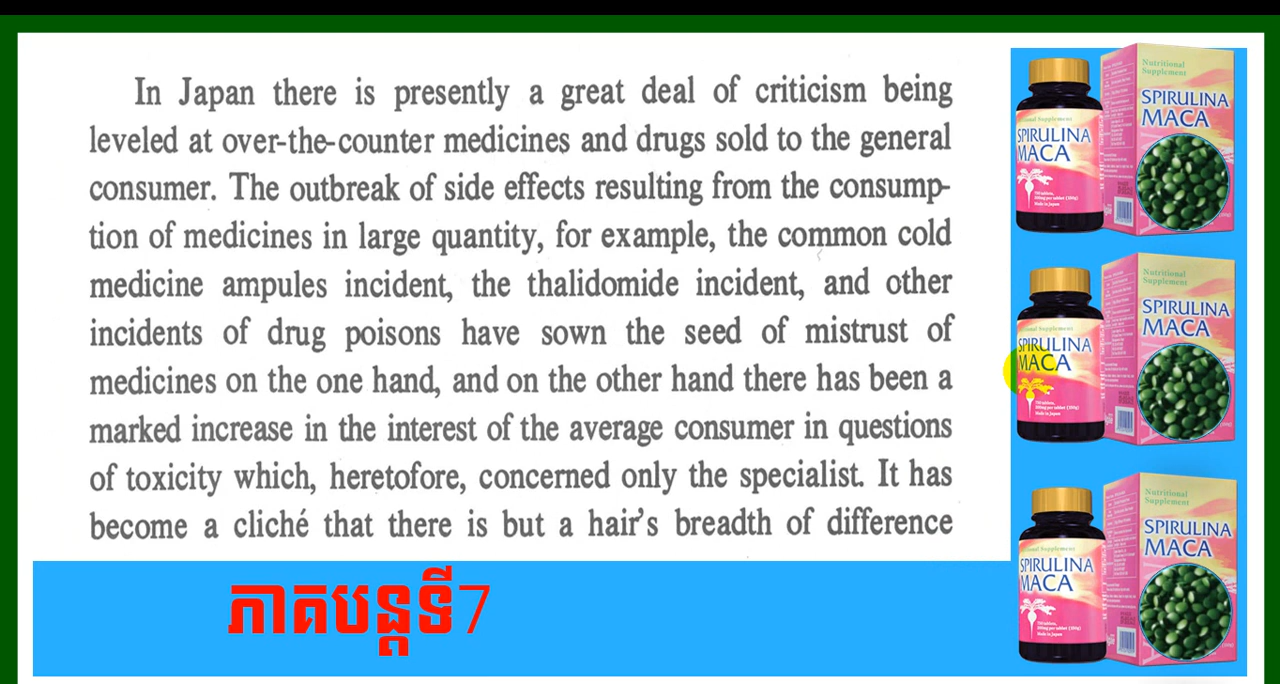 In Japan there is presently a great deal of criticism being
leveled at over-the-counter medicines and drugs sold to the general
consumer. The outbreak of side effects resulting from the consump-
tion of medicines in large quantity, for example, the common cold
medicine ampules incident, the thalidomide incident, and other
incidents of drug poisons have sown the seed of mistrust of
medicines on the one hand, and on the other hand there has been a
marked increase in the interest of the average consumer in questions
of toxicity which, heretofore, concerned only the specialist. It has
become a cliché that there is but a hair's breadth of difference
ភាគបន្តទី7
Nutritional
Supplement
SPIRULINA
MACA
SPIRULINA
MACA
Nutritional
Supplement
SPIRULINA
MACA
SPIRULINA
MACA
Nutritional
Supplement
SPIRULINA
MACA
SPIRULINA
MACA